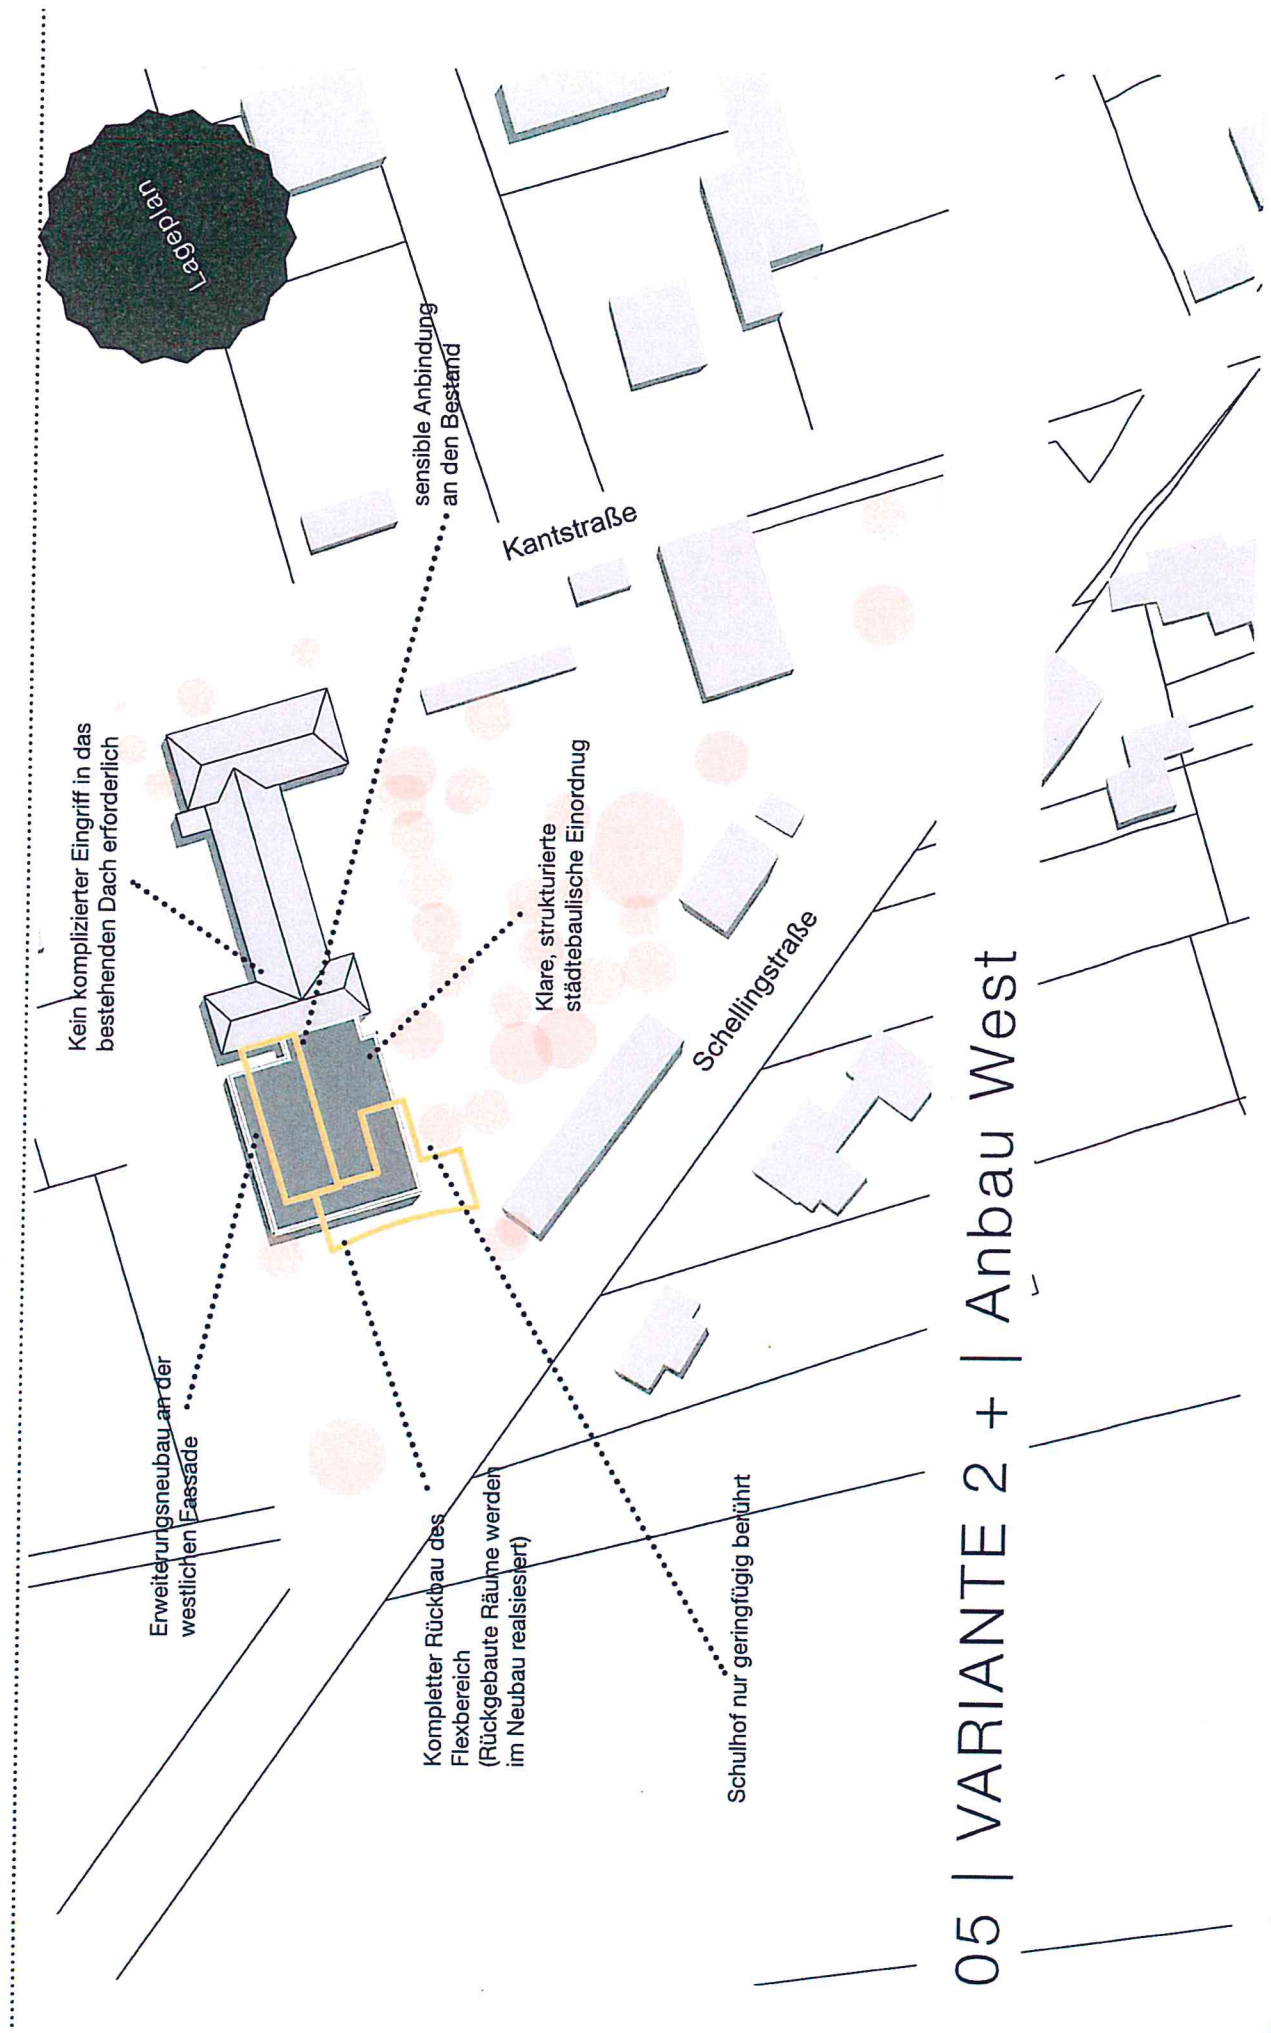 Lageplan
Kein komplizierter Eingriff in das
bestehenden Dach erforderlich
sensible Anbindung
an den Bestand
Erweiterungsneubau an der
westlichen Fassade
Kantstraße
Klare, strukturierte
städtebaulische Einordnug
Kompletter Rückbau des
Flexbereich
(Rückgebaute Räume werden
im Neubau realsiesiert)
Schellingstraße
Schulhof nur geringfügig berührt
05 | VARIANTE 2 + | Anbau West